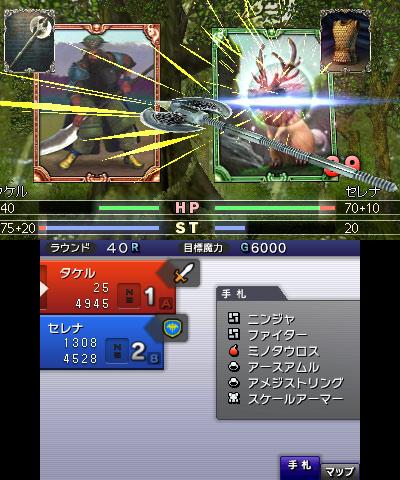 タケル
セレナ
40 HP 70+10
75+20 ST 20
ラウンド 40R 目標魔力 G6000
タケル
25
4945
1 A
セレナ
1308
4528
2 B
手札
ニンジャ
ファイター
ミノタウロス
アースアムル
アメジストリング
スケールアーマー
手札
マップ